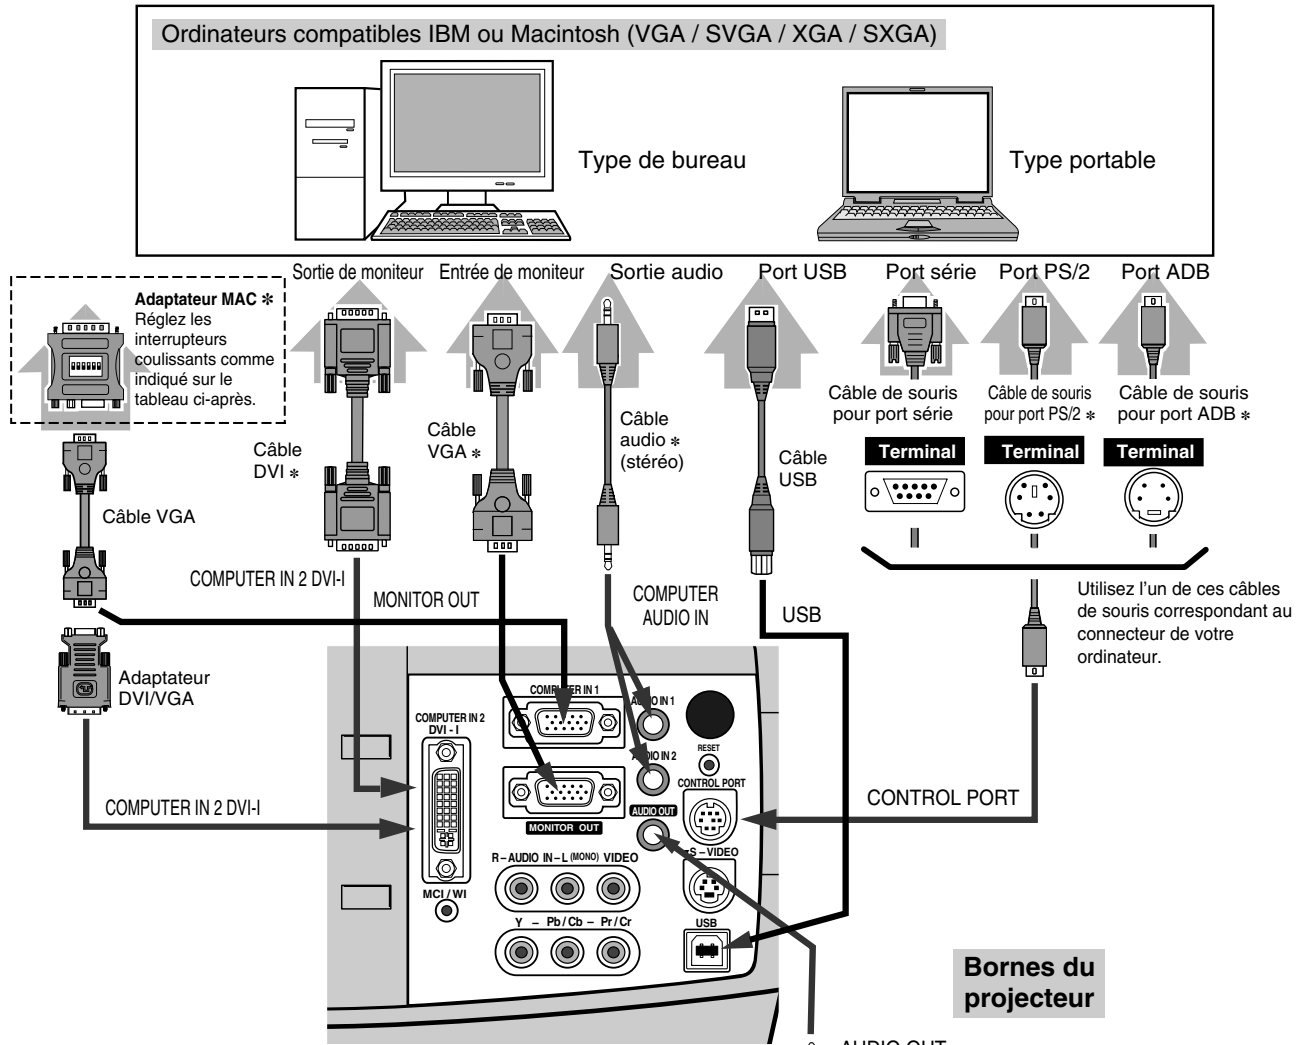 Ordinateurs compatibles IBM ou Macintosh (VGA / SVGA / XGA / SXGA)
Type de bureau
Type portable
Sortie de moniteur
Entrée de moniteur
Sortie audio
Port USB
Port série
Port PS/2
Port ADB
Adaptateur MAC ✻
Réglez les
interrupteurs
coulissants comme
indiqué sur le
tableau ci-après.
Câble de souris
pour port série
Câble de souris
pour port PS/2 ✻
Câble de souris
pour port ADB ✻
Câble
DVI ✻
Câble
VGA ✻
Câble
audio ✻
(stéréo)
Câble
USB
Terminal
Terminal
Terminal
Câble VGA
COMPUTER IN 2 DVI-I
MONITOR OUT
COMPUTER
AUDIO IN
USB
Utilisez l'un de ces câbles
de souris correspondant au
connecteur de votre
ordinateur.
Adaptateur
DVI/VGA
COMPUTER IN 2 DVI-I
CONTROL PORT
COMPUTER IN 1
AUDIO IN 1
COMPUTER IN 2
DVI - I
AUDIO IN 2
RESET
CONTROL PORT
AUDIO OUT
MONITOR OUT
S – VIDEO
R – AUDIO IN – L (MONO) VIDEO
MCI / WI
Y – Pb / Cb – Pr / Cr
USB
Bornes du
projecteur
AUDIO OUT